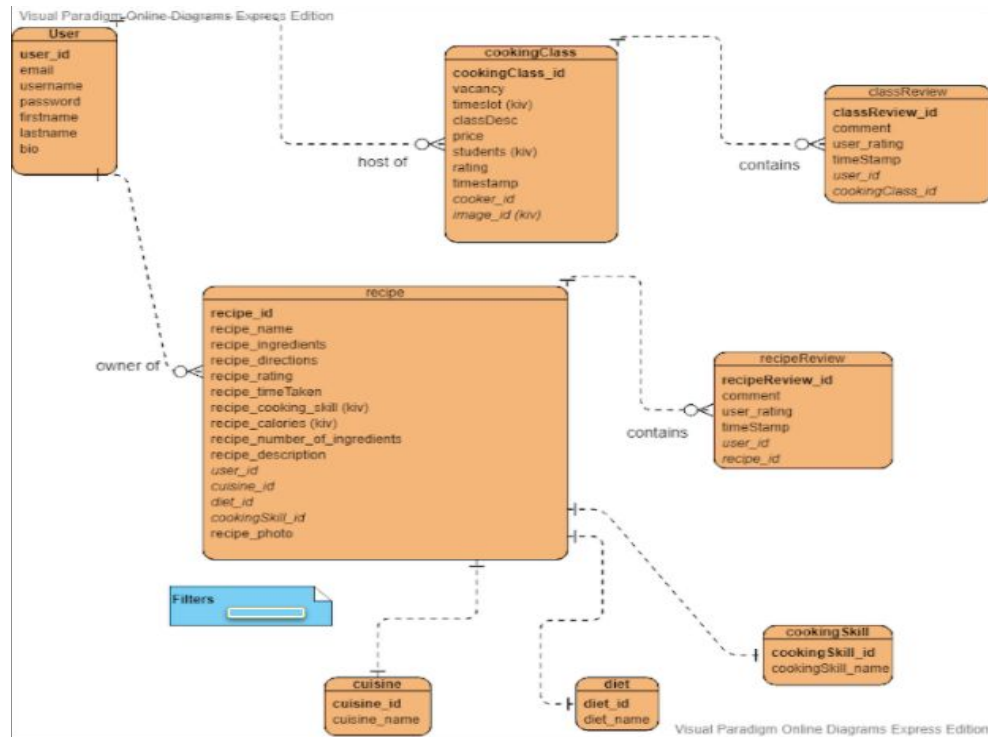 Visual Paradigm Online Diagrams Express Edition
User
user_id
email
username
password
firstname
lastname
bio
host of
cookingClass
cookingClass_id
vacancy
timeslot (kiv)
classDesc
price
students (kiv)
rating
timestamp
cooker_id
image_id (kiv)
contains
classReview
classReview_id
comment
user_rating
timeStamp
user_id
cookingClass_id
owner of
recipe
recipe_id
recipe_name
recipe_ingredients
recipe_directions
recipe_rating
recipe_timeTaken
recipe_cooking_skill (kiv)
recipe_calories (kiv)
recipe_number_of_ingredients
recipe_description
user_id
cuisine_id
diet_id
cookingSkill_id
recipe_photo
contains
recipeReview
recipeReview_id
comment
user_rating
timeStamp
user_id
recipe_id
Filters
cuisine
cuisine_id
cuisine_name
diet
diet_id
diet_name
cookingSkill
cookingSkill_id
cookingSkill_name
Visual Paradigm Online Diagrams Express Edition